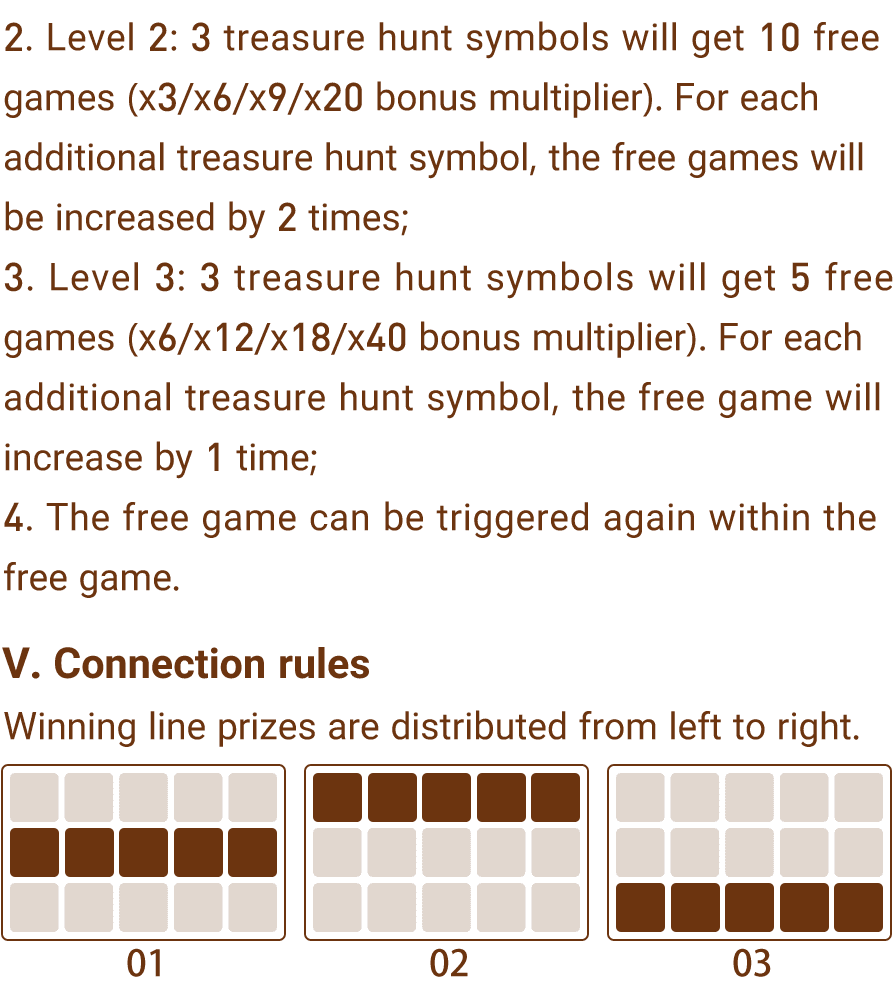 2. Level 2: 3 treasure hunt symbols will get 10 free
games (x3/x6/x9/x20 bonus multiplier). For each
additional treasure hunt symbol, the free games will
be increased by 2 times;
3. Level 3: 3 treasure hunt symbols will get 5 free
games (x6/x12/x18/x40 bonus multiplier). For each
additional treasure hunt symbol, the free game will
increase by 1 time;
4. The free game can be triggered again within the
free game.
V. Connection rules
Winning line prizes are distributed from left to right.
01 02 03